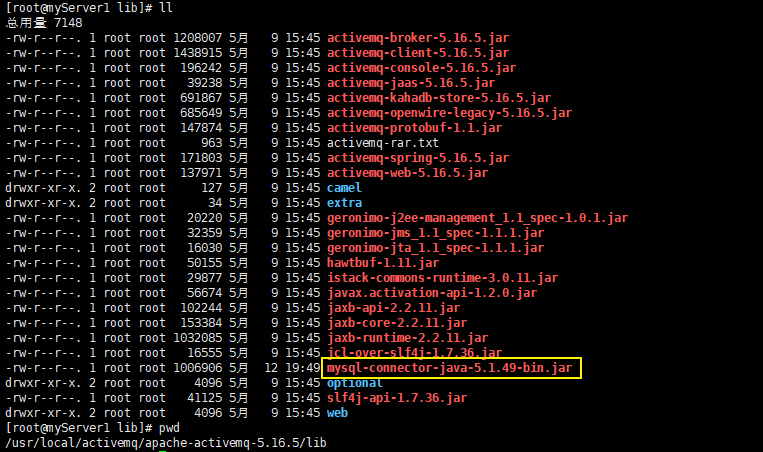 [root@myServer1 lib]# ll
总用量 7148
-rw-r--r--. 1 root root 1208007 5月   9 15:45 activemq-broker-5.16.5.jar
-rw-r--r--. 1 root root 1438915 5月   9 15:45 activemq-client-5.16.5.jar
-rw-r--r--. 1 root root  196242 5月   9 15:45 activemq-console-5.16.5.jar
-rw-r--r--. 1 root root   39238 5月   9 15:45 activemq-jaas-5.16.5.jar
-rw-r--r--. 1 root root  691867 5月   9 15:45 activemq-kahadb-store-5.16.5.jar
-rw-r--r--. 1 root root  685649 5月   9 15:45 activemq-openwire-legacy-5.16.5.jar
-rw-r--r--. 1 root root  147874 5月   9 15:45 activemq-protobuf-1.1.jar
-rw-r--r--. 1 root root     963 5月   9 15:45 activemq-rar.txt
-rw-r--r--. 1 root root  171803 5月   9 15:45 activemq-spring-5.16.5.jar
-rw-r--r--. 1 root root  137971 5月   9 15:45 activemq-web-5.16.5.jar
drwxr-xr-x. 2 root root     127 5月   9 15:45 camel
drwxr-xr-x. 2 root root      34 5月   9 15:45 extra
-rw-r--r--. 1 root root   20220 5月   9 15:45 geronimo-j2ee-management_1.1_spec-1.0.1.jar
-rw-r--r--. 1 root root   32359 5月   9 15:45 geronimo-jms_1.1_spec-1.1.1.jar
-rw-r--r--. 1 root root   16030 5月   9 15:45 geronimo-jta_1.1_spec-1.1.1.jar
-rw-r--r--. 1 root root   50155 5月   9 15:45 hawtbuf-1.11.jar
-rw-r--r--. 1 root root   29877 5月   9 15:45 istack-commons-runtime-3.0.11.jar
-rw-r--r--. 1 root root   56674 5月   9 15:45 javax.activation-api-1.2.0.jar
-rw-r--r--. 1 root root  102244 5月   9 15:45 jaxb-api-2.2.11.jar
-rw-r--r--. 1 root root  153384 5月   9 15:45 jaxb-core-2.2.11.jar
-rw-r--r--. 1 root root 1032085 5月   9 15:45 jaxb-runtime-2.2.11.jar
-rw-r--r--. 1 root root   16555 5月   9 15:45 jcl-over-slf4j-1.7.36.jar
-rw-r--r--. 1 root root 1006906 5月  12 19:49 mysql-connector-java-5.1.49-bin.jar
drwxr-xr-x. 2 root root    4096 5月   9 15:45 optional
-rw-r--r--. 1 root root   41125 5月   9 15:45 slf4j-api-1.7.36.jar
drwxr-xr-x. 2 root root    4096 5月   9 15:45 web
[root@myServer1 lib]# pwd
/usr/local/activemq/apache-activemq-5.16.5/lib